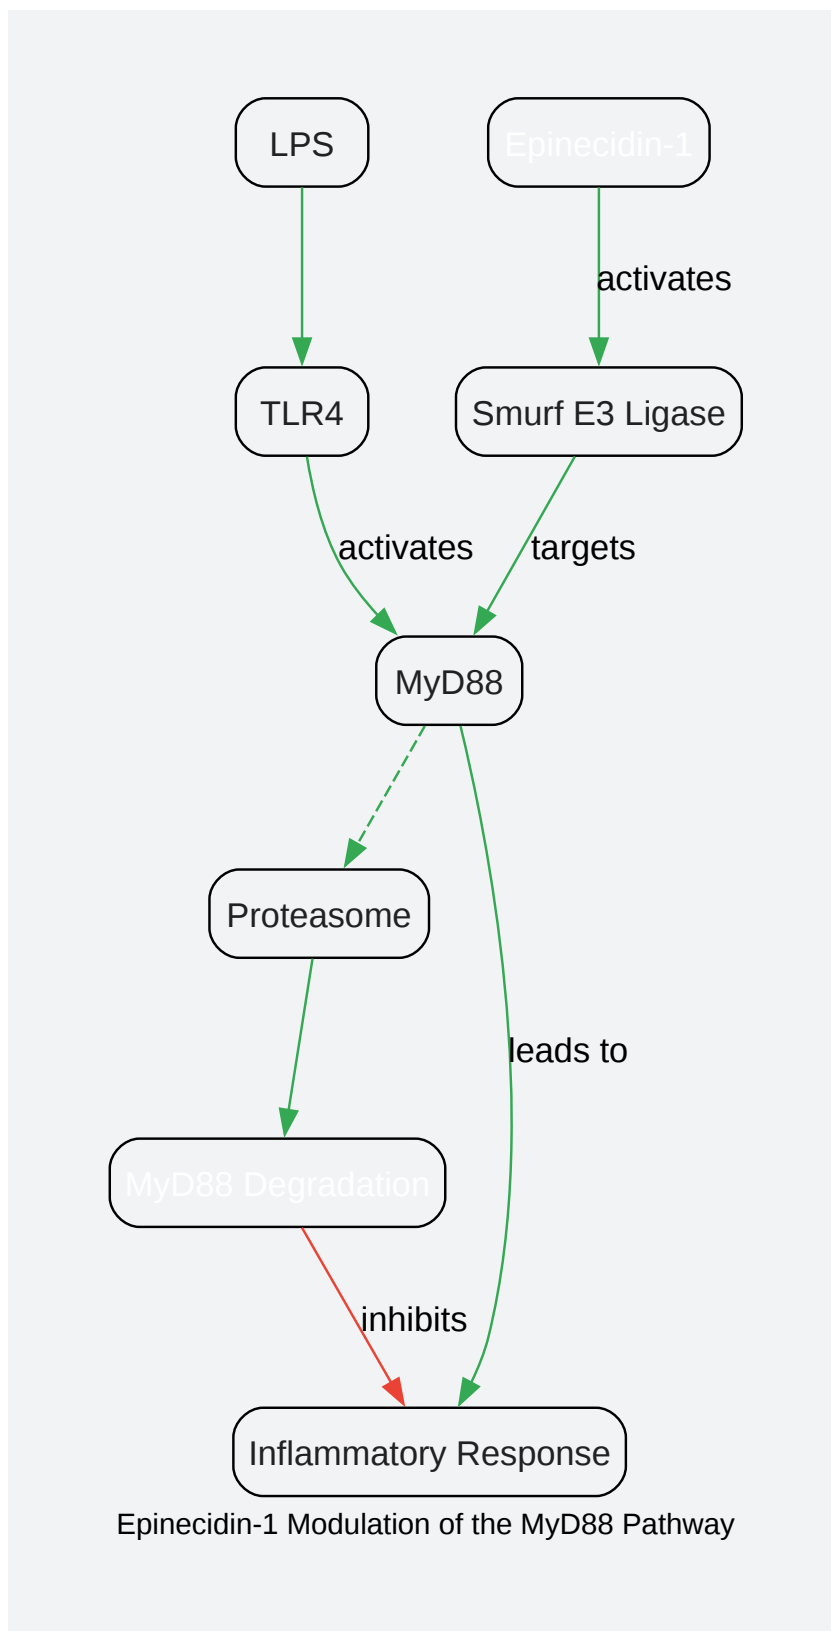 LPS
Epinecidin-1
activates
TLR4
Smurf E3 Ligase
activates
targets
MyD88
Proteasome
leads to
MyD88 Degradation
inhibits
Inflammatory Response
Epinecidin-1 Modulation of the MyD88 Pathway